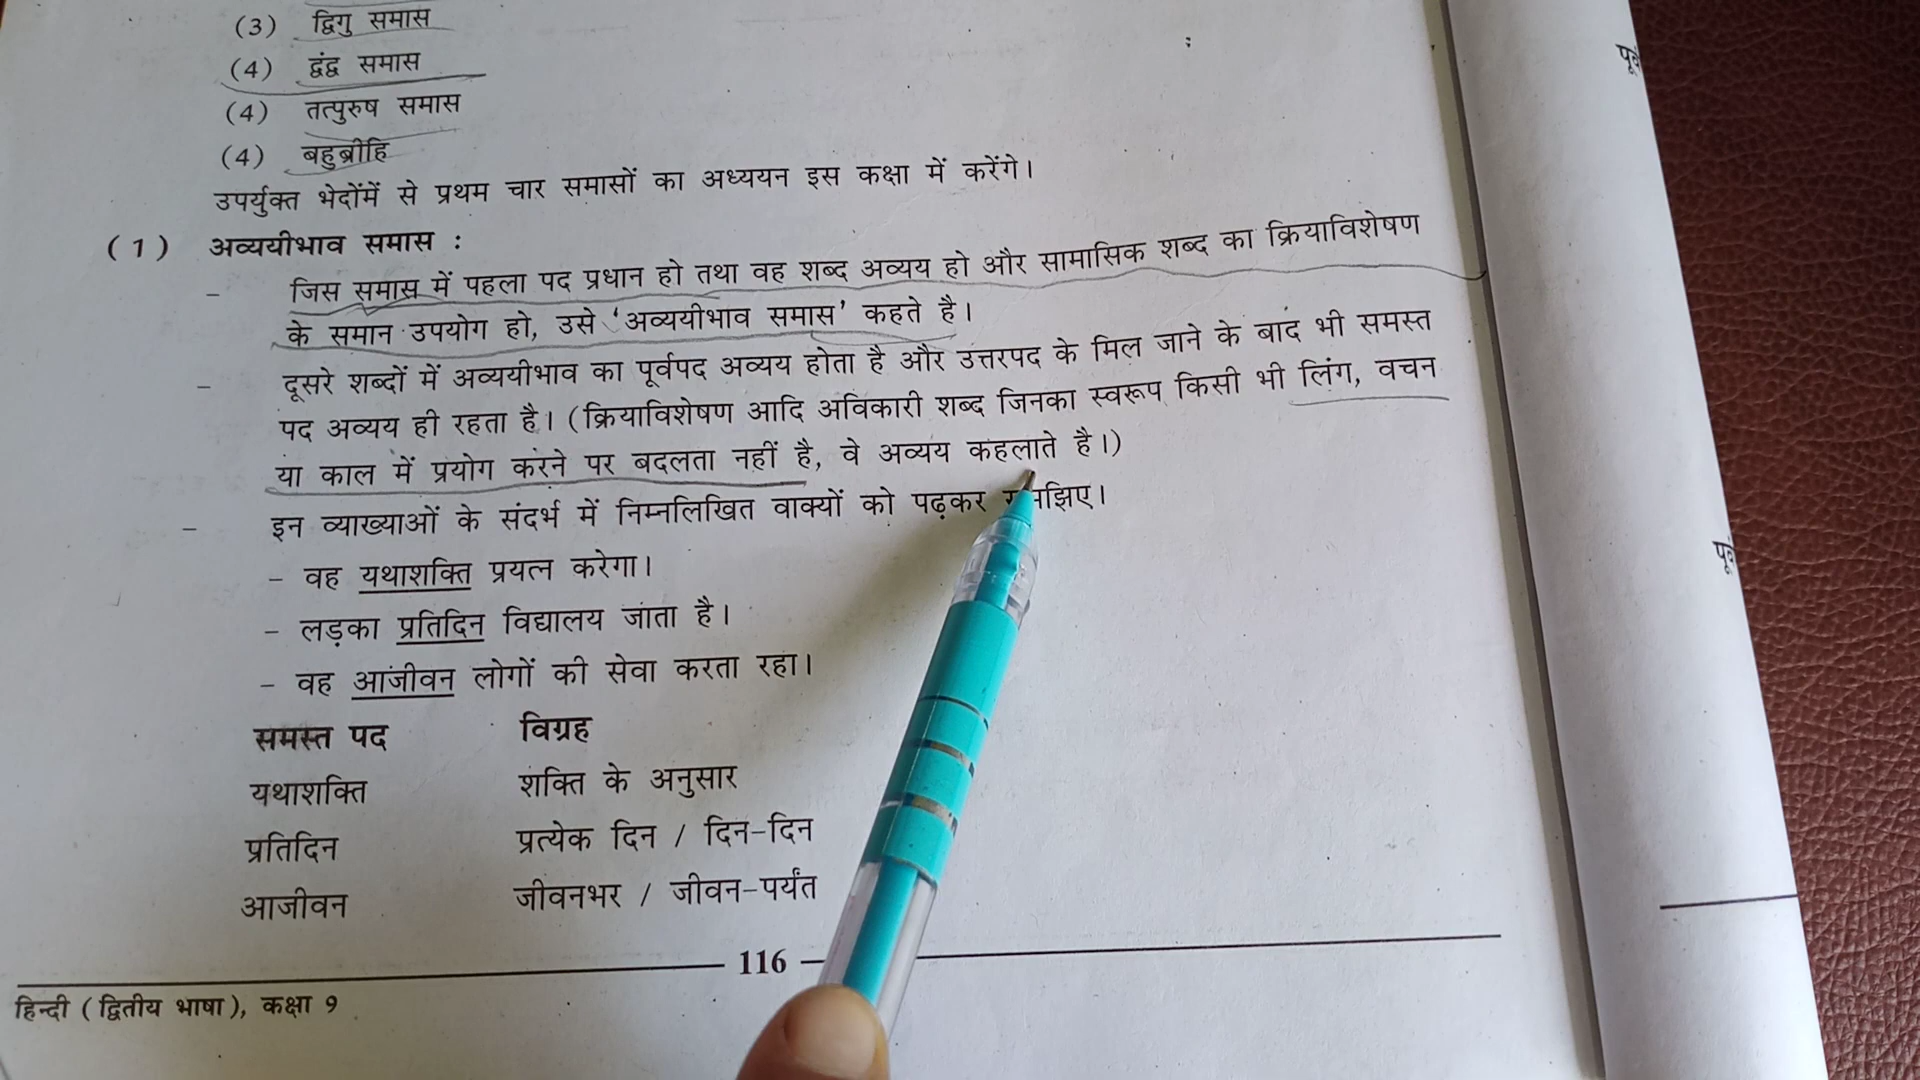 (3) द्विगु समास
(4) द्वंद्व समास
(4) तत्पुरुष समास
(4) बहुब्रीहि
उपर्युक्त भेदोंमें से प्रथम चार समासों का अध्ययन इस कक्षा में करेंगे।
(1) अव्ययीभाव समास :
- जिस समास में पहला पद प्रधान हो तथा वह शब्द अव्यय हो और सामासिक शब्द का क्रियाविशेषण
के समान उपयोग हो, उसे 'अव्ययीभाव समास' कहते है।
- दूसरे शब्दों में अव्ययीभाव का पूर्वपद अव्यय होता है और उत्तरपद के मिल जाने के बाद भी समस्त
पद अव्यय ही रहता है। (क्रियाविशेषण आदि अविकारी शब्द जिनका स्वरूप किसी भी लिंग, वचन
या काल में प्रयोग करने पर बदलता नहीं है, वे अव्यय कहलाते है।)
- इन व्याख्याओं के संदर्भ में निम्नलिखित वाक्यों को पढ़कर
- वह यथाशक्ति प्रयत्न करेगा।
- लड़का प्रतिदिन विद्यालय जाता है।
- वह आजीवन लोगों की सेवा करता रहा।
समस्त पद विग्रह
यथाशक्ति शक्ति के अनुसार
प्रतिदिन प्रत्येक दिन / दिन-दिन
आजीवन जीवनभर / जीवन-पर्यंत
116
हिन्दी (द्वितीय भाषा), कक्षा 9